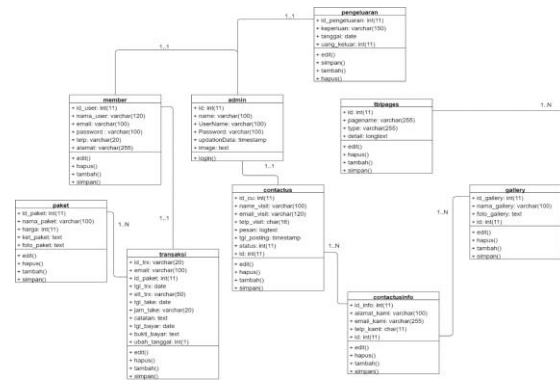 pengeluaran
+ id_pengeluaran: int(11)
+ keperluan: varchar(150)
+ tanggal: date
+ uang_keluar: int(11)
+ edit()
+ simpan()
+ tambah()
+ hapus()
1..1
1..1
member
+ id_user: int(11)
+ nama_user: varchar(120)
+ email: varchar(100)
+ password : varchar(100)
+ telp: varchar(20)
+ alamat: varchar(255)
+ edit()
+ hapus()
+ tambah()
+ simpan()
admin
+ id: int(11)
+ name: varchar(100)
+ UserName: varchar(100)
+ Password: varchar(100)
+ updationData: timestamp
+ image: text
+ login()
1..1
tblpages
+ id: int(11)
+ pagename: varchar(255)
+ type: varchar(255)
+ detail: longtext
+ edit()
+ hapus()
+ tambah()
+ simpan()
1..N
paket
+ id_paket: int(11)
+ nama_paket: varchar(100)
+ harga: int(11)
+ ket_paket: text
+ foto_paket: text
+ edit()
+ hapus()
+ tambah()
+ simpan()
1..N
1..1
transaksi
+ id_trx: varchar(20)
+ email: varchar(100)
+ id_paket: int(11)
+ tgl_trx: date
+ stt_trx: varchar(50)
+ tgl_take: date
+ jam_take: varchar(20)
+ catatan: text
+ tgl_bayar: date
+ bukti_bayar: text
+ ubah_tanggal: int(1)
+ edit()
+ hapus()
+ tambah()
+ simpan()
contactus
+ id_cu: int(11)
+ name_visit: varchar(100)
+ email_visit: varchar(120)
+ telp_visit: char(16)
+ pesan: logtext
+ tgl_posting: timestamp
+ status: int(11)
+ id: int(11)
+ edit()
+ hapus()
+ tambah()
+ simpan()
1..N
contactusinfo
+ id_info: int(11)
+ alamat_kami: varchar(100)
+ email_kami: varchar(255)
+ telp_kami: char(11)
+ id: int(11)
+ edit()
+ hapus()
+ tambah()
+ simpan()
gallery
+ id_gallery: int(11)
+ nama_gallery: varchar(100)
+ foto_gallery: text
+ id: int(11)
+ edit()
+ hapus()
+ tambah()
+ simpan()
1..N